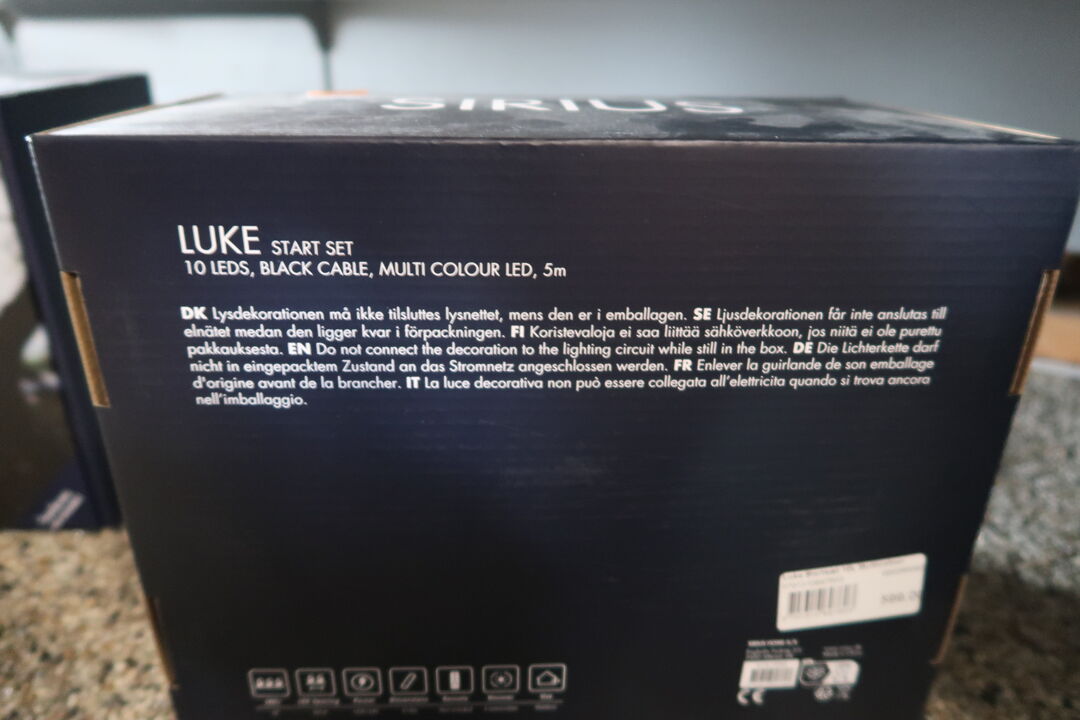 SIRIUS
LUKE START SET
10 LEDS, BLACK CABLE, MULTI COLOUR LED, 5m
DK Lysdekorationen må ikke tilsluttes lysnettet, mens den er i emballagen. SE Ljusdekorationen får inte anslutas till
elnätet medan den ligger kvar i förpackningen. FI Koristevaloja ei saa liittää sähköverkkoon, jos niitä ei ole purettu
pakkauksesta. EN Do not connect the decoration to the lighting circuit while still in the box. DE Die Lichterkette darf
nicht in eingepacktem Zustand an das Stromnetz angeschlossen werden. FR Enlever la guirlande de son emballage
d'origine avant de la brancher. IT La luce decorativa non può essere collegata all'elettricita quando si trova ancora
nell'imballaggio.
CE